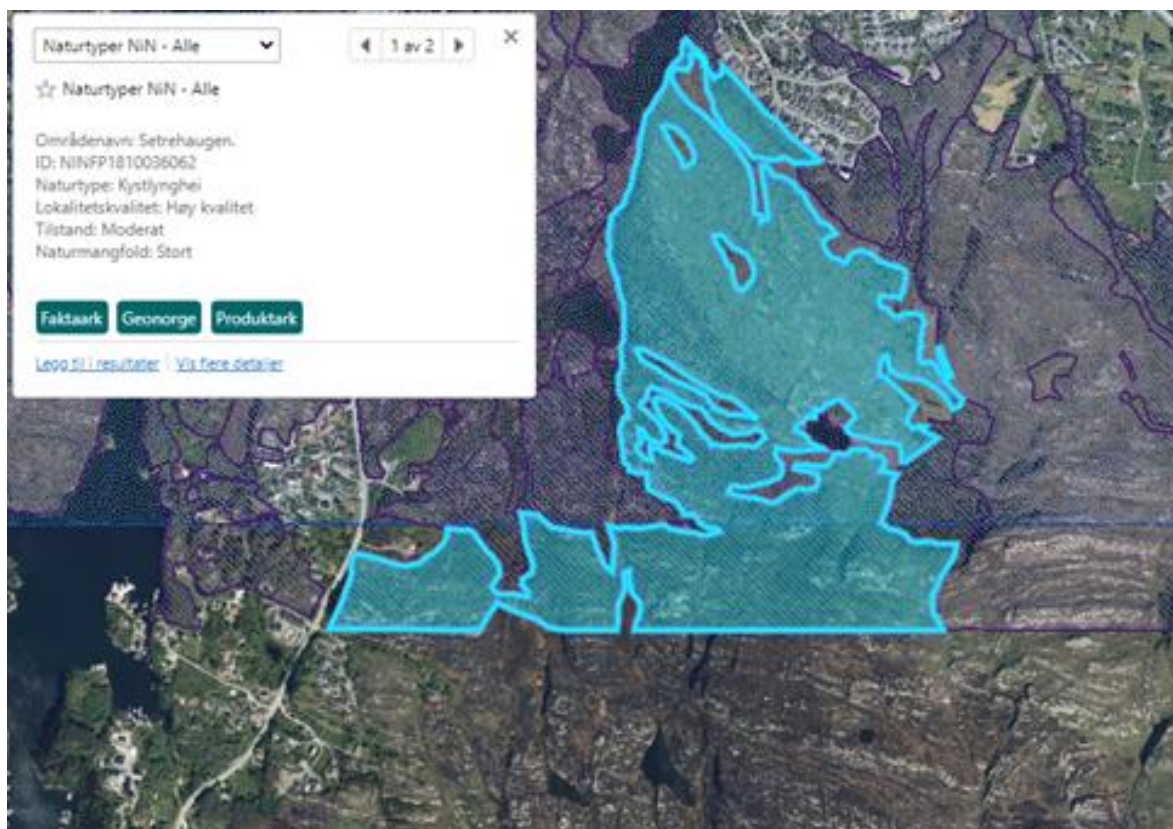 Naturtyper NiN - Alle
1 av 2
Naturtyper NiN - Alle
Områdenavn: Setrehaugen.
ID: NINFP1810036062
Naturtype: Kystlynghei
Lokalitetskvalitet: Høy kvalitet
Tilstand: Moderat
Naturmangfold: Stort
Faktaark Geonorge Produktark
Legg til i resultater Vis flere detaljer